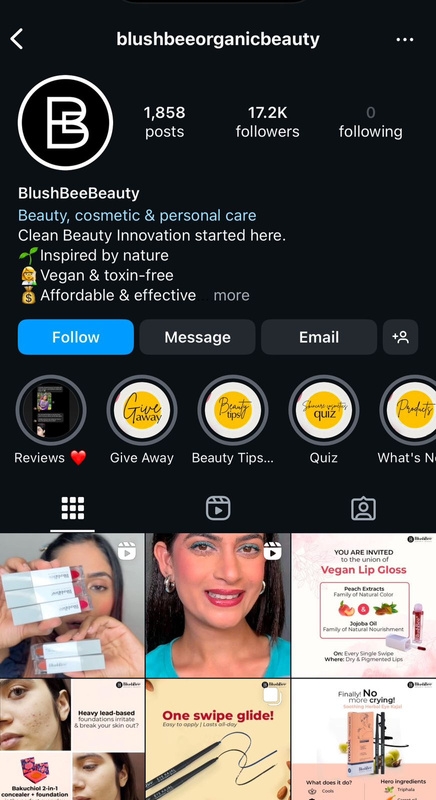 blushbeeorganicbeauty
1,858
posts
17.2K
followers
0
following
BlushBeeBeauty
Beauty, cosmetic & personal care
Clean Beauty Innovation started here.
🌱Inspired by nature
Vegan & toxin-free
💰Affordable & effective ... more
Follow
Message
Email
Give away
Beauty tips
quiz
Products
Reviews ❤️
Give Away
Beauty Tips...
Quiz
What's N
BlushBee
YOU ARE INVITED
to the union of
Vegan Lip Gloss
Peach Extracts
Family of Natural Color
&
Jojoba Oil
Family of Natural Nourishment
On: Every Single Swipe
Where: Dry & Pigmented Lips
BlushBee
Heavy lead-based
foundations irritate
& break your skin out?
Bakuchiol 2-in-1
concealer + foundation
BlushBee
One swipe glide!
Easy to apply | Lasts all-day
BlushBee
Finally! No
more crying!
What does it do?
Cools
Hero ingredients
Triphala